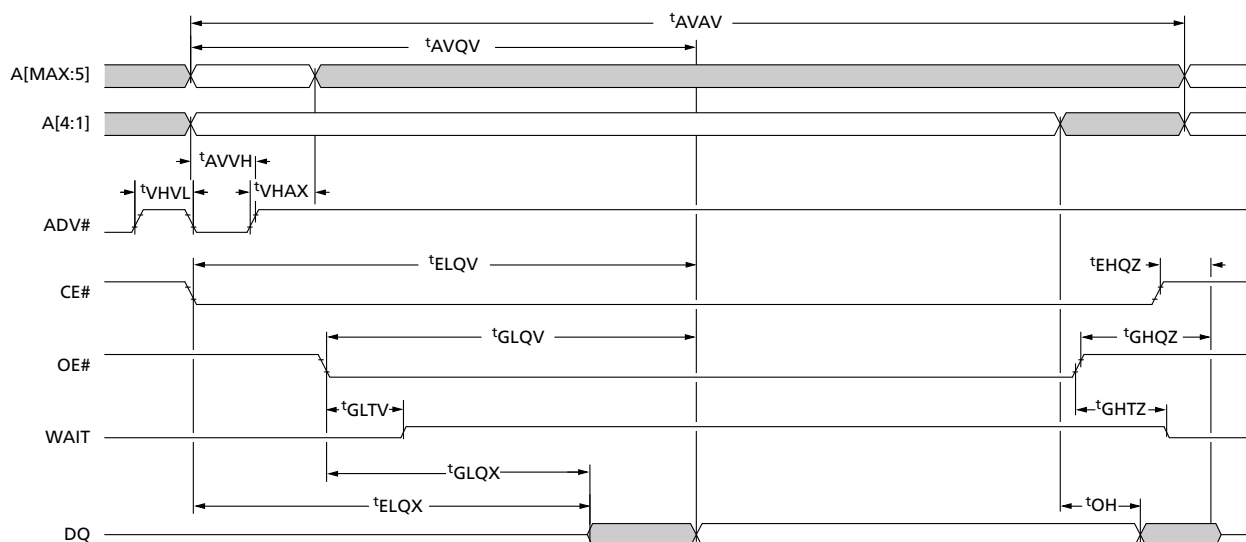 tAVAV
tAVQV
A[MAX:5]
A[4:1]
tAVVH
tVHVL
tVHAX
ADV#
tELQV
tEHQZ
CE#
tGLQV
tGHQZ
OE#
tGLTV
tGHTZ
WAIT
tGLQX
tELQX
tOH
DQ